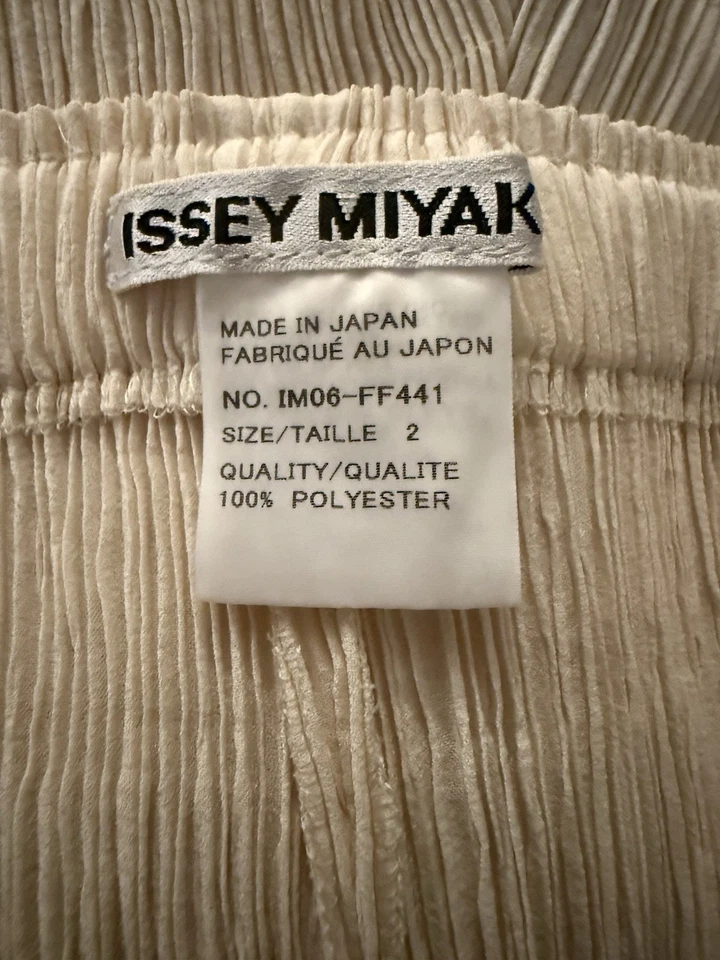 ISSEY MIYAK
MADE IN JAPAN
FABRIQUÉ AU JAPON
NO. IM06-FF441
SIZE/TAILLE 2
QUALITY/QUALITE
100% POLYESTER